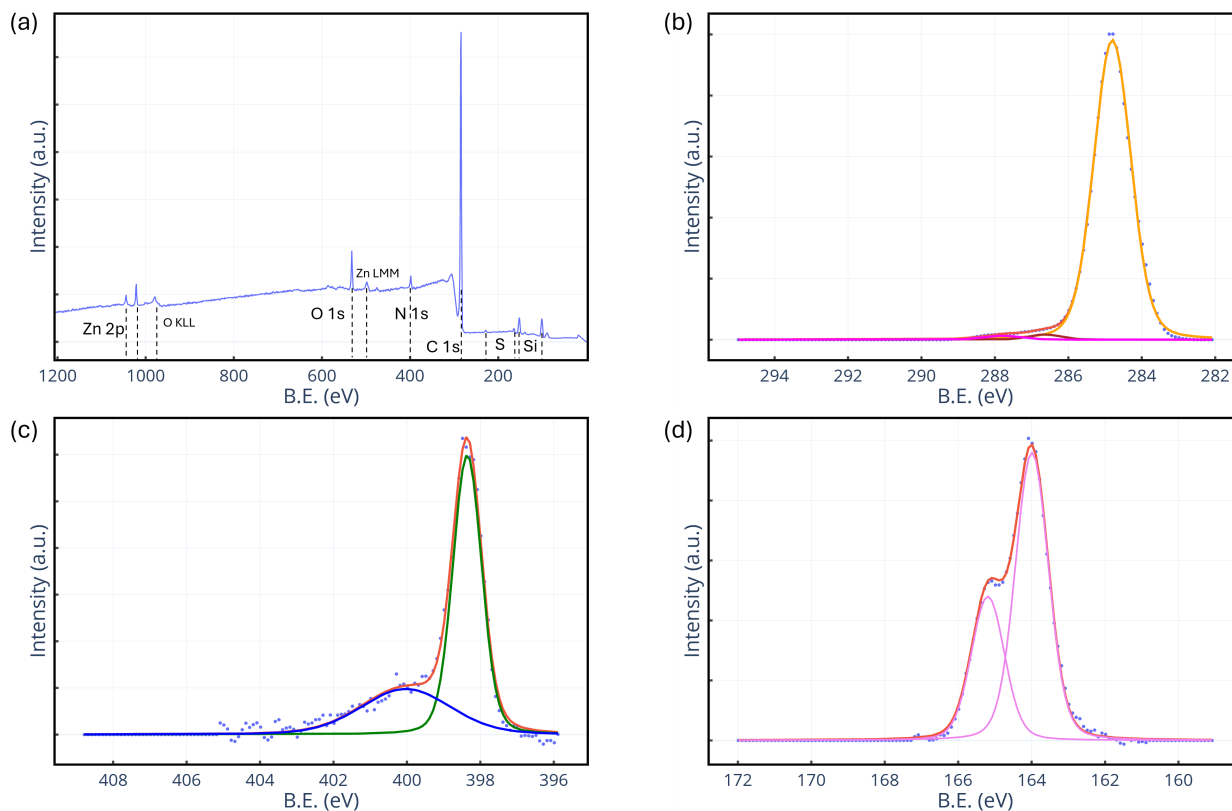 (a)
Intensity (a.u.)
Zn 2p
O KLL
O 1s
Zn LMM
N 1s
C 1s
S
Si
1200 1000 800 600 400 200
B.E. (eV)
(b)
Intensity (a.u.)
294 292 290 288 286 284 282
B.E. (eV)
(c)
Intensity (a.u.)
408 406 404 402 400 398 396
B.E. (eV)
(d)
Intensity (a.u.)
172 170 168 166 164 162 160
B.E. (eV)